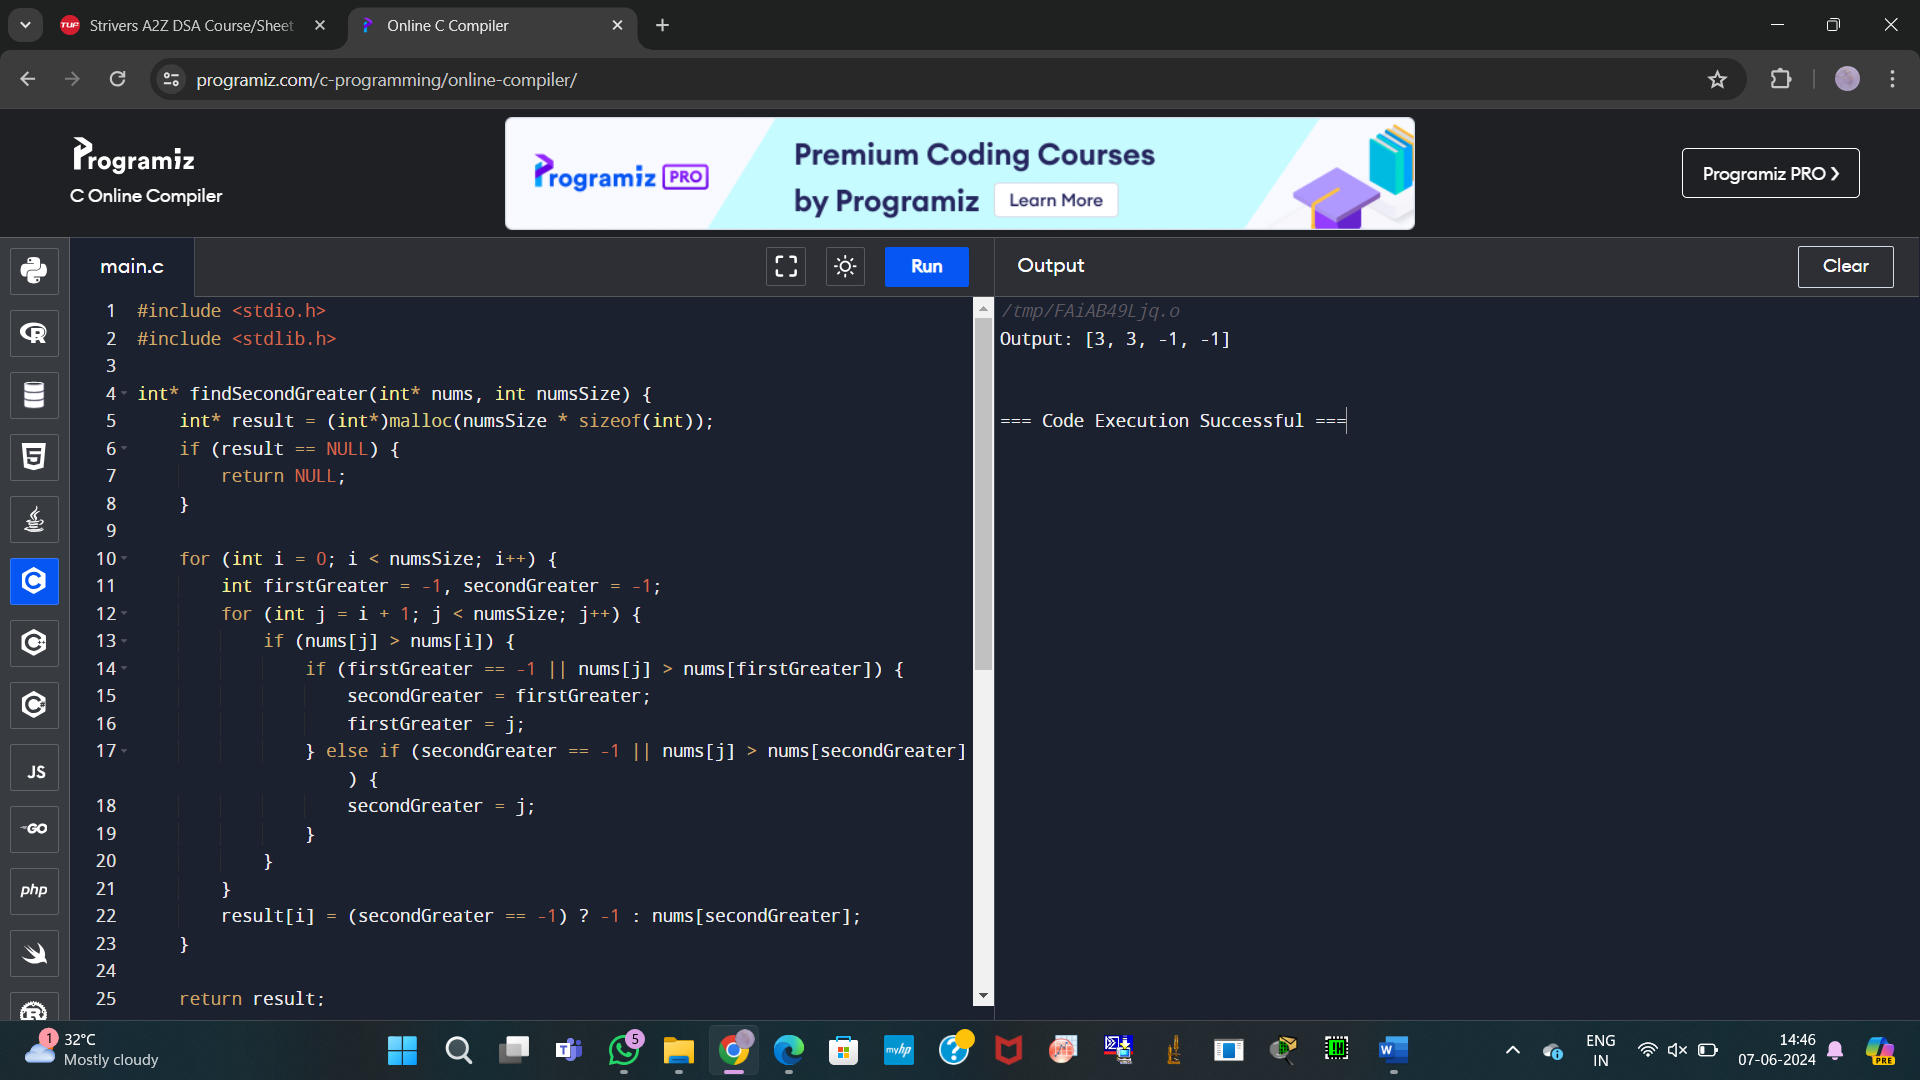 Strivers A2Z DSA Course/Sheet
Online C Compiler
programiz.com/c-programming/online-compiler/
Programiz
C Online Compiler
Programiz PRO
Premium Coding Courses
by Programiz
Learn More
Programiz PRO ❯
main.c
Run
Output
Clear
1 #include <stdio.h>
2 #include <stdlib.h>
3
4 int* findSecondGreater(int* nums, int numsSize) {
5     int* result = (int*)malloc(numsSize * sizeof(int));
6     if (result == NULL) {
7         return NULL;
8     }
9
10     for (int i = 0; i < numsSize; i++) {
11         int firstGreater = -1, secondGreater = -1;
12         for (int j = i + 1; j < numsSize; j++) {
13             if (nums[j] > nums[i]) {
14                 if (firstGreater == -1 || nums[j] > nums[firstGreater]) {
15                     secondGreater = firstGreater;
16                     firstGreater = j;
17                 } else if (secondGreater == -1 || nums[j] > nums[secondGreater]
                    ) {
18                     secondGreater = j;
19                 }
20             }
21         }
22         result[i] = (secondGreater == -1) ? -1 : nums[secondGreater];
23     }
24
25     return result;
/tmp/FAiAB49Ljq.o
Output: [3, 3, -1, -1]
=== Code Execution Successful ===
JS
GO
php
1
32°C
Mostly cloudy
5
myhp
ENG
IN
14:46
07-06-2024
PRE